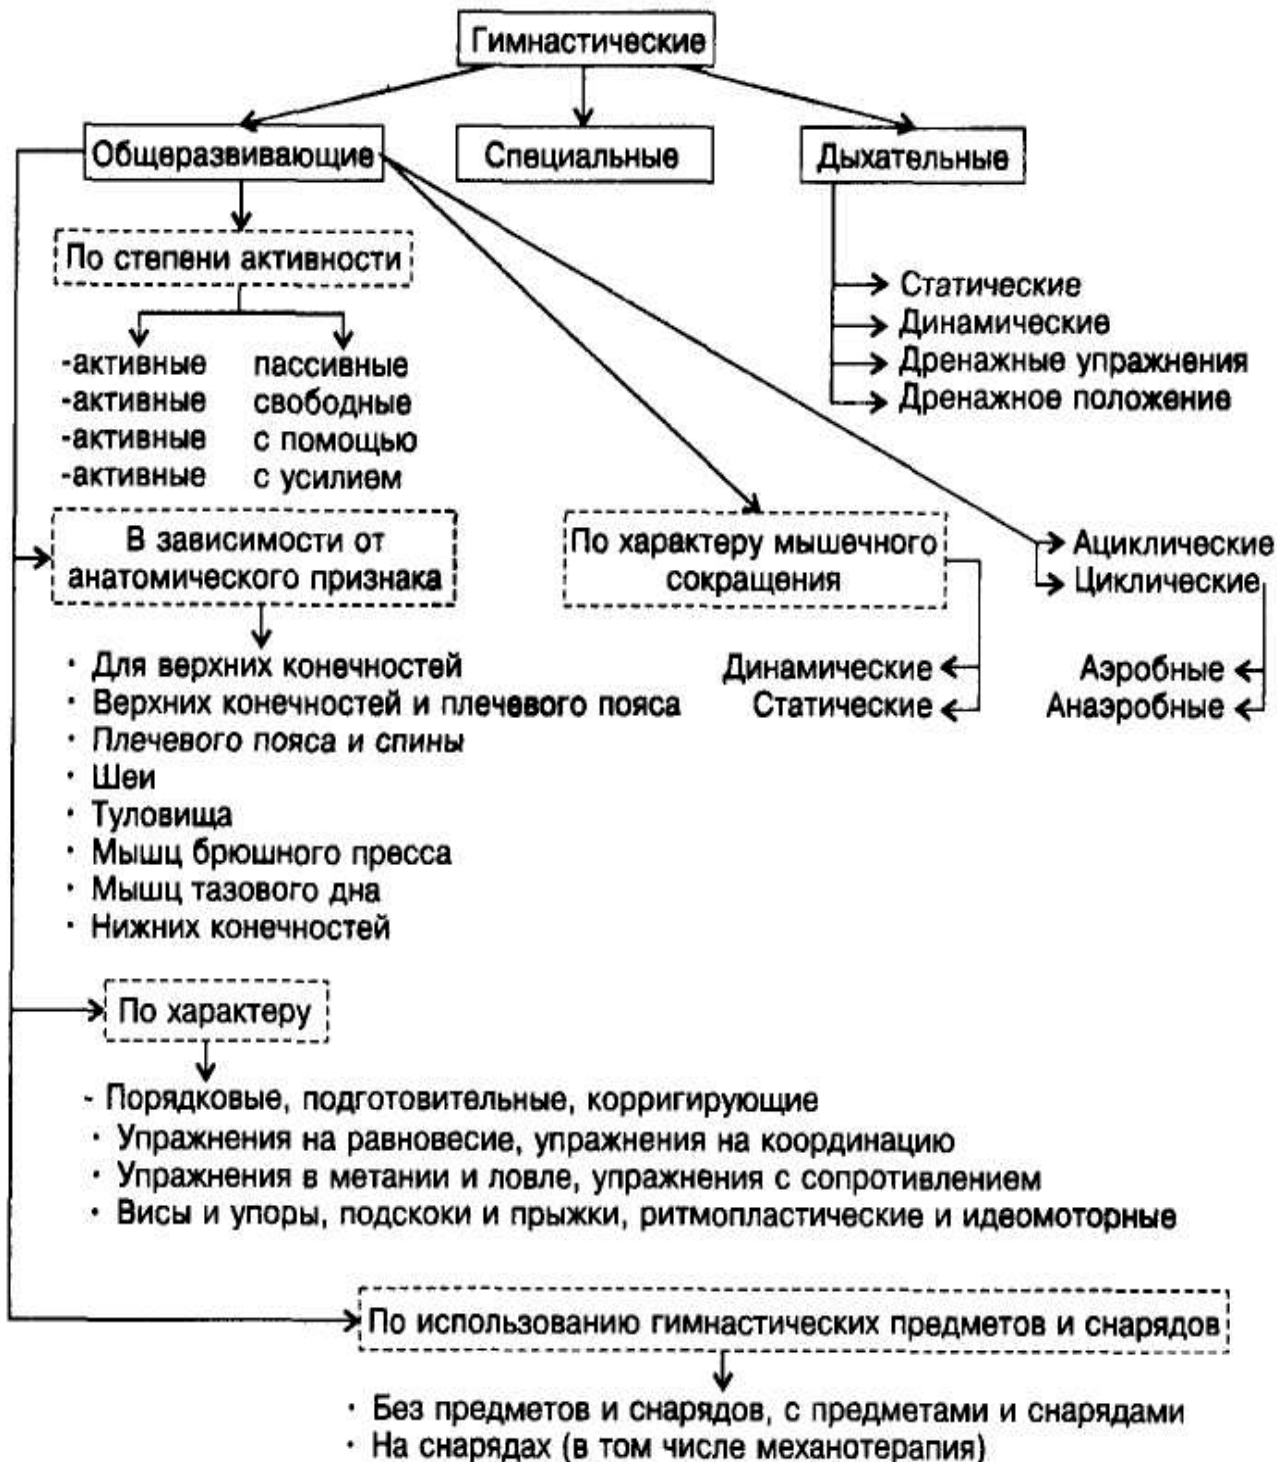 Гимнастические
Общеразвивающие
Специальные
Дыхательные
По степени активности
-активные пассивные
-активные свободные
-активные с помощью
-активные с усилием
Статические
Динамические
Дренажные упражнения
Дренажное положение
В зависимости от
анатомического признака
· Для верхних конечностей
· Верхних конечностей и плечевого пояса
· Плечевого пояса и спины
· Шеи
· Туловища
· Мышц брюшного пресса
· Мышц тазового дна
· Нижних конечностей
По характеру мышечного
сокращения
Динамические
Статические
Ациклические
Циклические
Аэробные
Анаэробные
По характеру
- Порядковые, подготовительные, корригирующие
· Упражнения на равновесие, упражнения на координацию
· Упражнения в метании и ловле, упражнения с сопротивлением
· Висы и упоры, подскоки и прыжки, ритмопластические и идеомоторные
По использованию гимнастических предметов и снарядов
· Без предметов и снарядов, с предметами и снарядами
· На снарядах (в том числе механотерапия)